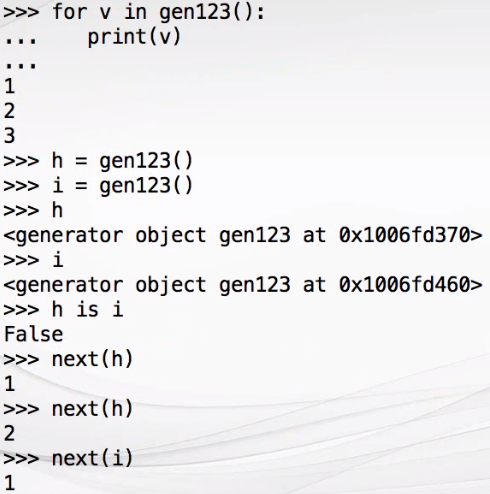 >>> for v in gen123():
...    print(v)
...
1
2
3
>>> h = gen123()
>>> i = gen123()
>>> h
<generator object gen123 at 0x1006fd370>
>>> i
<generator object gen123 at 0x1006fd460>
>>> h is i
False
>>> next(h)
1
>>> next(h)
2
>>> next(i)
1